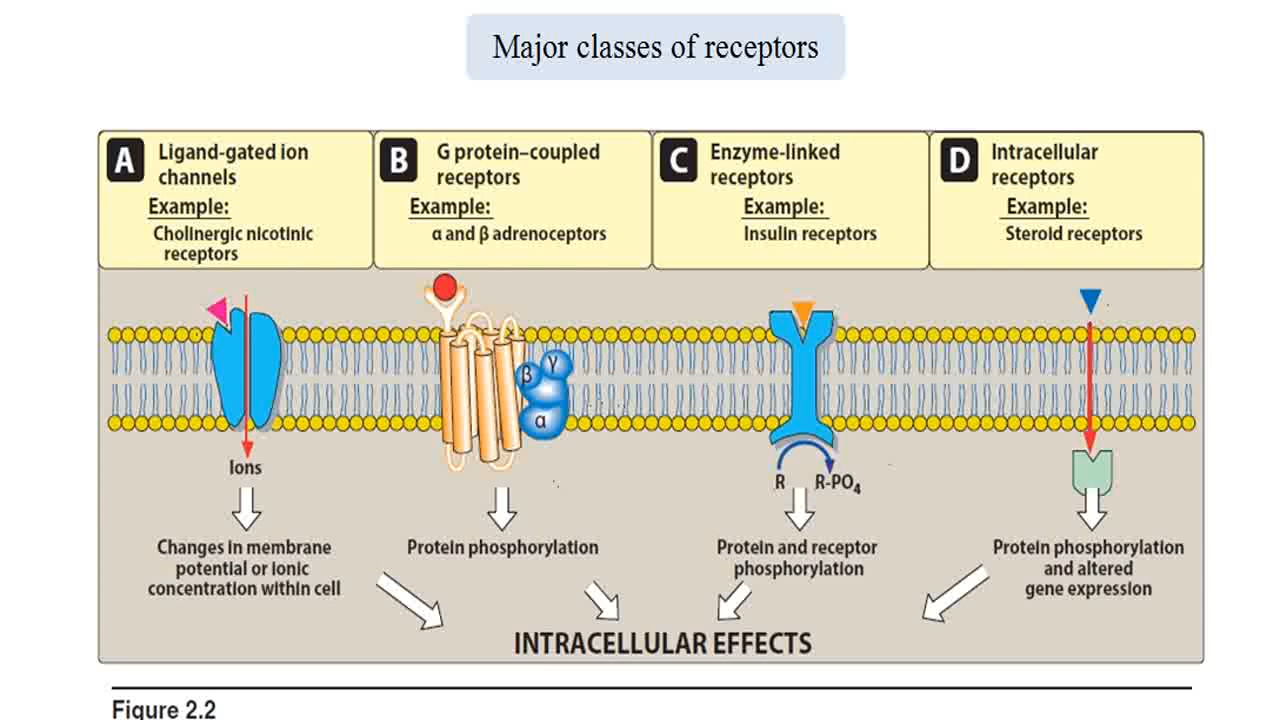 Major classes of receptors
A
Ligand-gated ion
channels
Example:
Cholinergic nicotinic
receptors
B
G protein–coupled
receptors
Example:
α and β adrenoceptors
C
Enzyme-linked
receptors
Example:
Insulin receptors
D
Intracellular
receptors
Example:
Steroid receptors
β
γ
α
Ions
R R-PO4
Changes in membrane
potential or ionic
concentration within cell
Protein phosphorylation
Protein and receptor
phosphorylation
Protein phosphorylation
and altered
gene expression
INTRACELLULAR EFFECTS
Figure 2.2